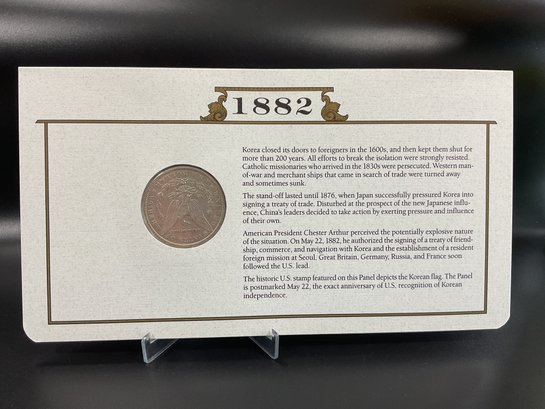 1882
Korea closed its doors to foreigners in the 1600s, and then kept them shut for
more than 200 years. All efforts to break the isolation were strongly resisted.
Catholic missionaries who arrived in the 1830s were persecuted. Western man-
of-war and merchant ships that came in search of trade were turned away
and sometimes sunk.
The stand-off lasted until 1876, when Japan successfully pressured Korea into
signing a treaty of trade. Disturbed at the prospect of the new Japanese influ-
ence, China's leaders decided to take action by exerting pressure and influence
of their own.
American President Chester Arthur perceived the potentially explosive nature
of the situation. On May 22, 1882, he authorized the signing of a treaty of friend-
ship, commerce, and navigation with Korea and the establishment of a resident
foreign mission at Seoul. Great Britain, Germany, Russia, and France soon
followed the U.S. lead.
The historic U.S. stamp featured on this Panel depicts the Korean flag. The Panel
is postmarked May 22, the exact anniversary of U.S. recognition of Korean
independence.